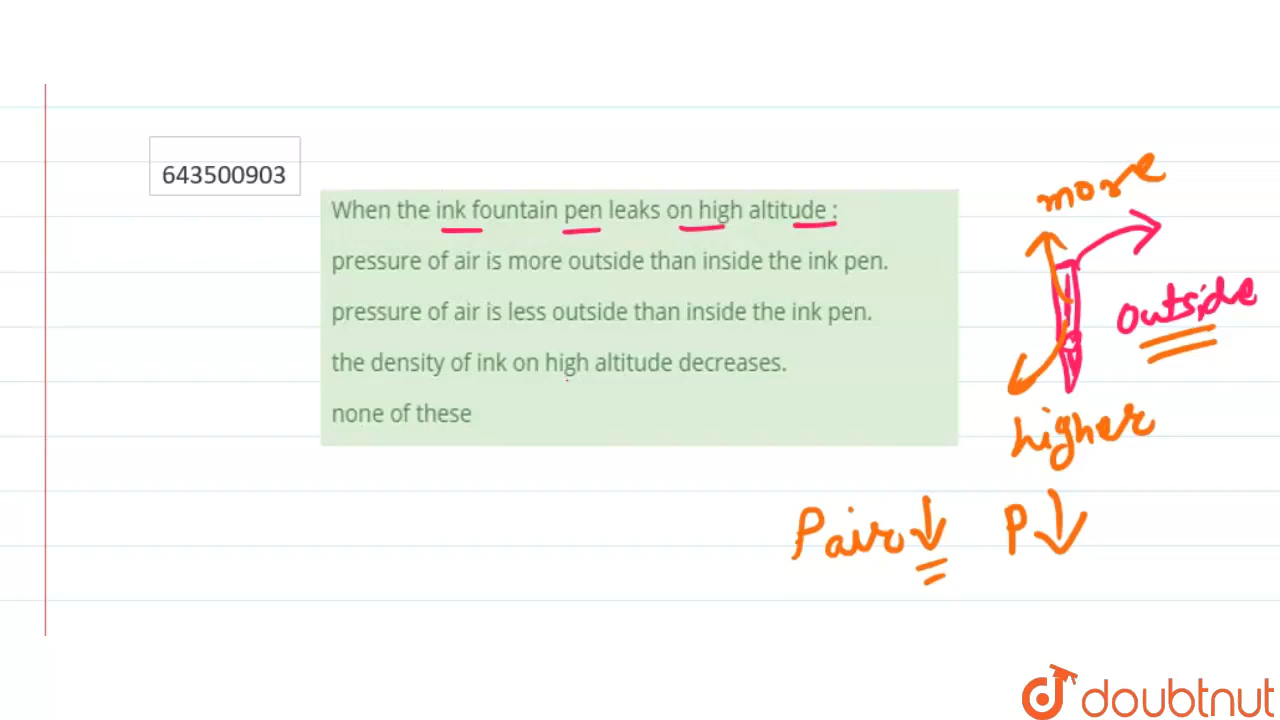 643500903
When the ink fountain pen leaks on high altitude :
pressure of air is more outside than inside the ink pen.
pressure of air is less outside than inside the ink pen.
the density of ink on high altitude decreases.
none of these
more
outside
higher
Pair↓ P↓
doubtnut